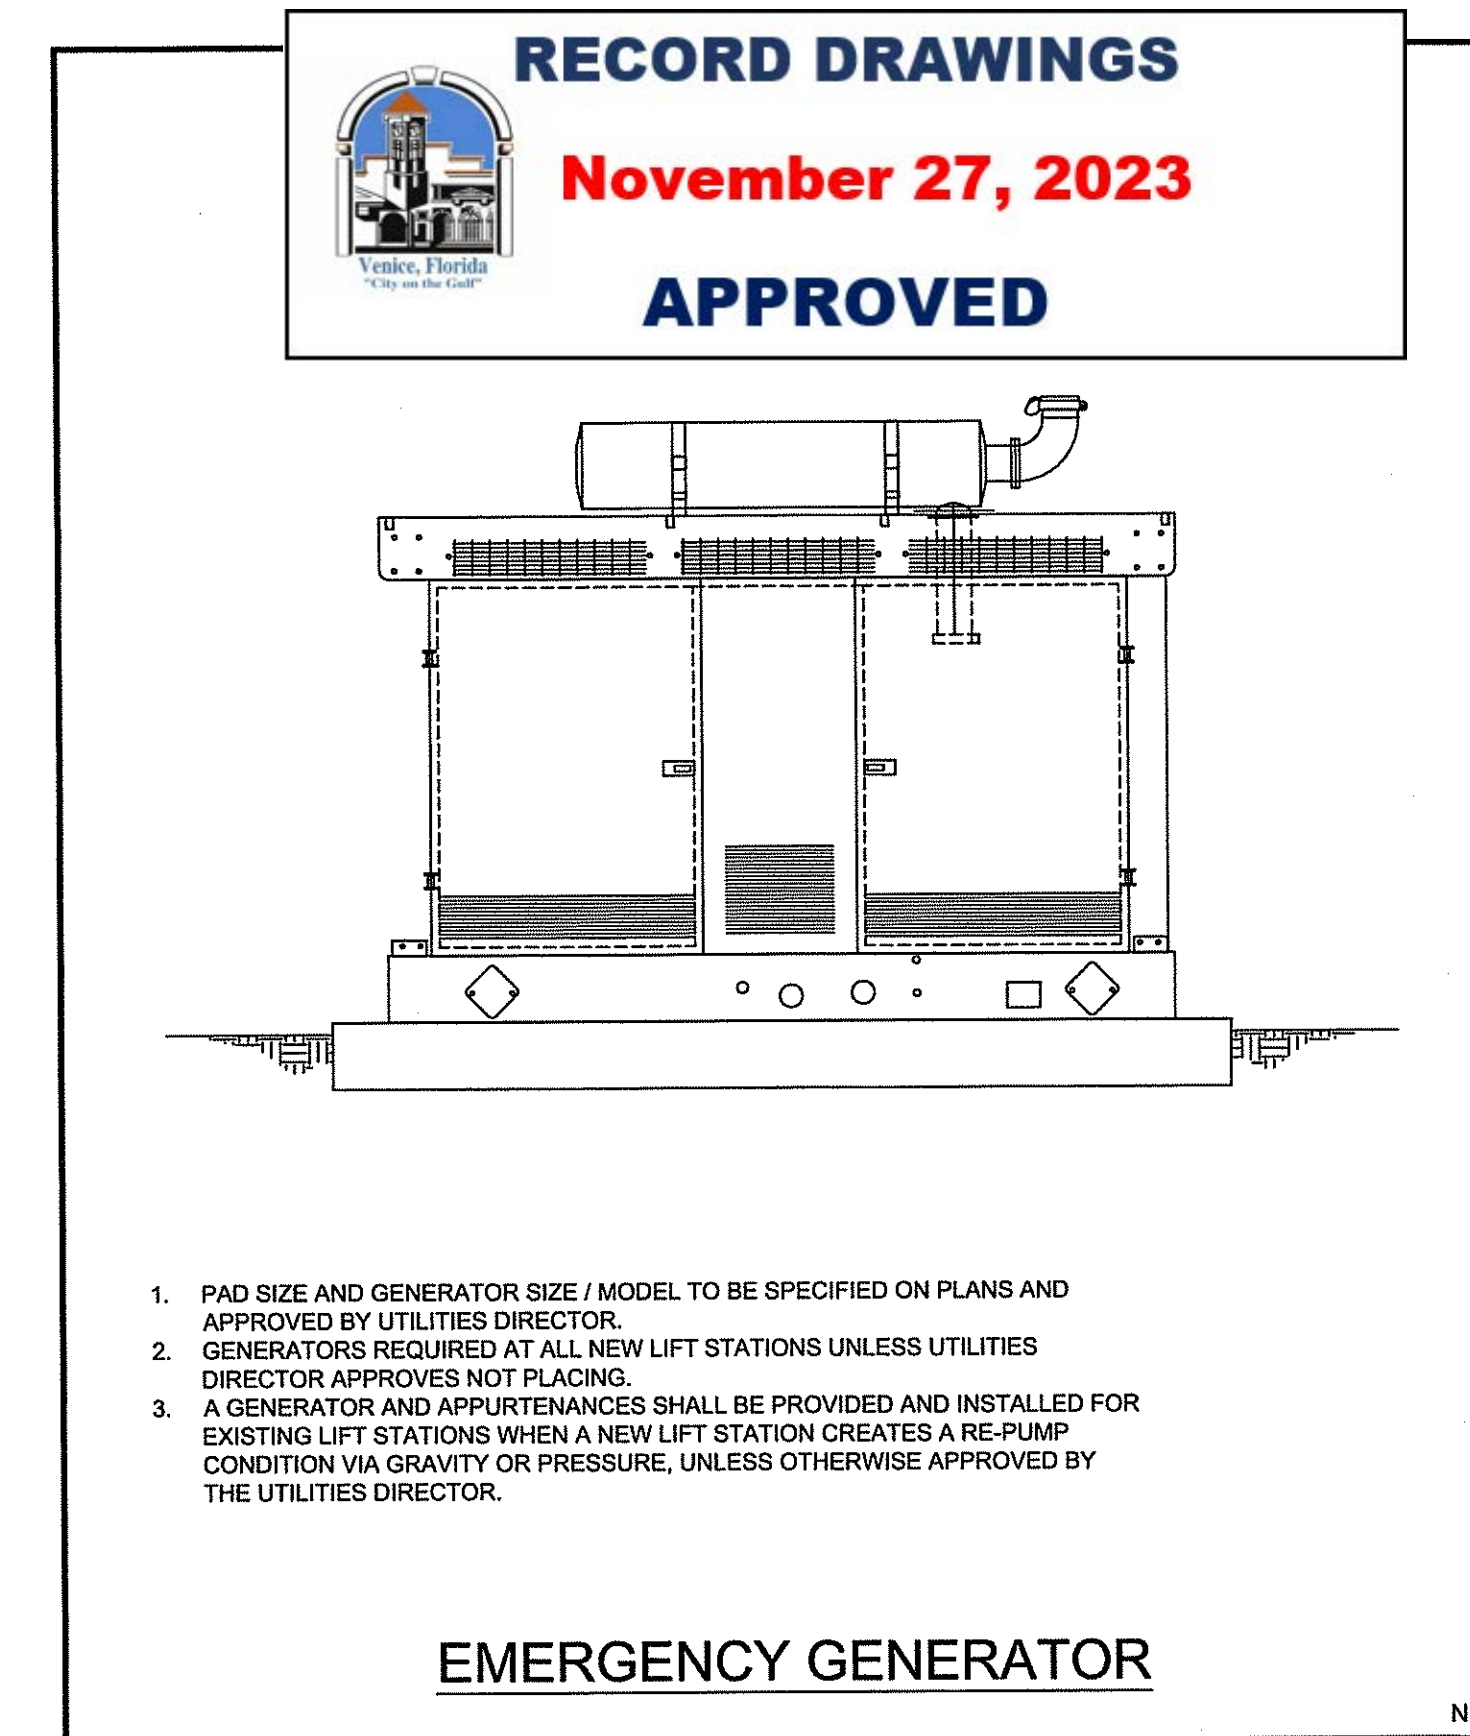 RECORD DRAWINGS
November 27, 2023
APPROVED
Venice, Florida
"City on the Gulf"
1. PAD SIZE AND GENERATOR SIZE / MODEL TO BE SPECIFIED ON PLANS AND
APPROVED BY UTILITIES DIRECTOR.
2. GENERATORS REQUIRED AT ALL NEW LIFT STATIONS UNLESS UTILITIES
DIRECTOR APPROVES NOT PLACING.
3. A GENERATOR AND APPURTENANCES SHALL BE PROVIDED AND INSTALLED FOR
EXISTING LIFT STATIONS WHEN A NEW LIFT STATION CREATES A RE-PUMP
CONDITION VIA GRAVITY OR PRESSURE, UNLESS OTHERWISE APPROVED BY
THE UTILITIES DIRECTOR.
EMERGENCY GENERATOR
N